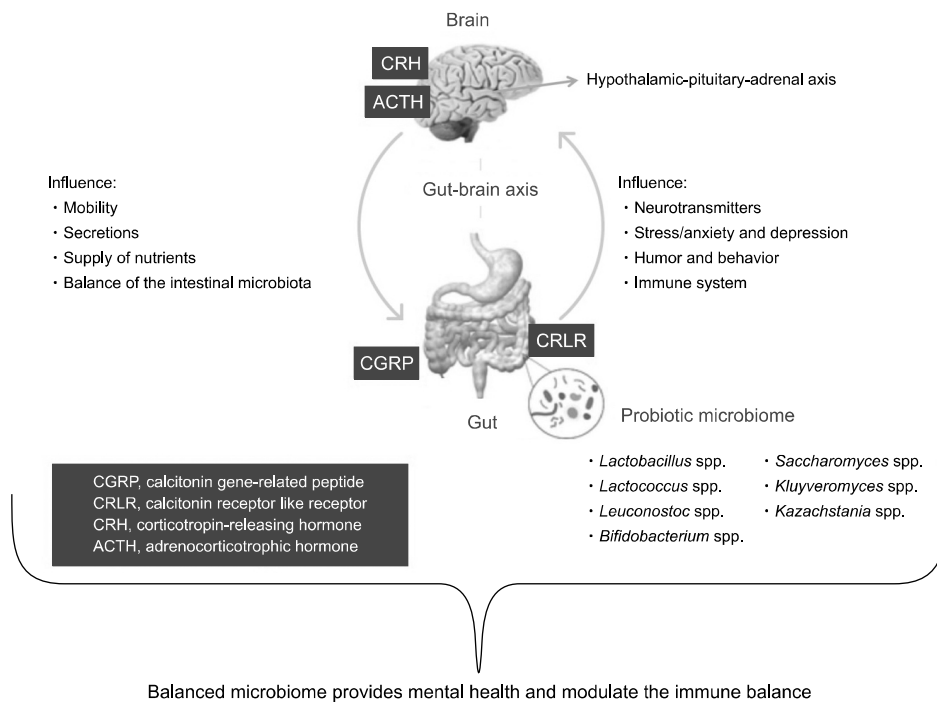 Brain
CRH
ACTH
Hypothalamic-pituitary-adrenal axis
Gut-brain axis
Influence:
・Mobility
・Secretions
・Supply of nutrients
・Balance of the intestinal microbiota
Influence:
・Neurotransmitters
・Stress/anxiety and depression
・Humor and behavior
・Immune system
CGRP
CRLR
Gut
Probiotic microbiome
CGRP, calcitonin gene-related peptide
CRLR, calcitonin receptor like receptor
CRH, corticotropin-releasing hormone
ACTH, adrenocorticotrophic hormone
・Lactobacillus spp.
・Lactococcus spp.
・Leuconostoc spp.
・Bifidobacterium spp.
・Saccharomyces spp.
・Kluyveromyces spp.
・Kazachstania spp.
Balanced microbiome provides mental health and modulate the immune balance